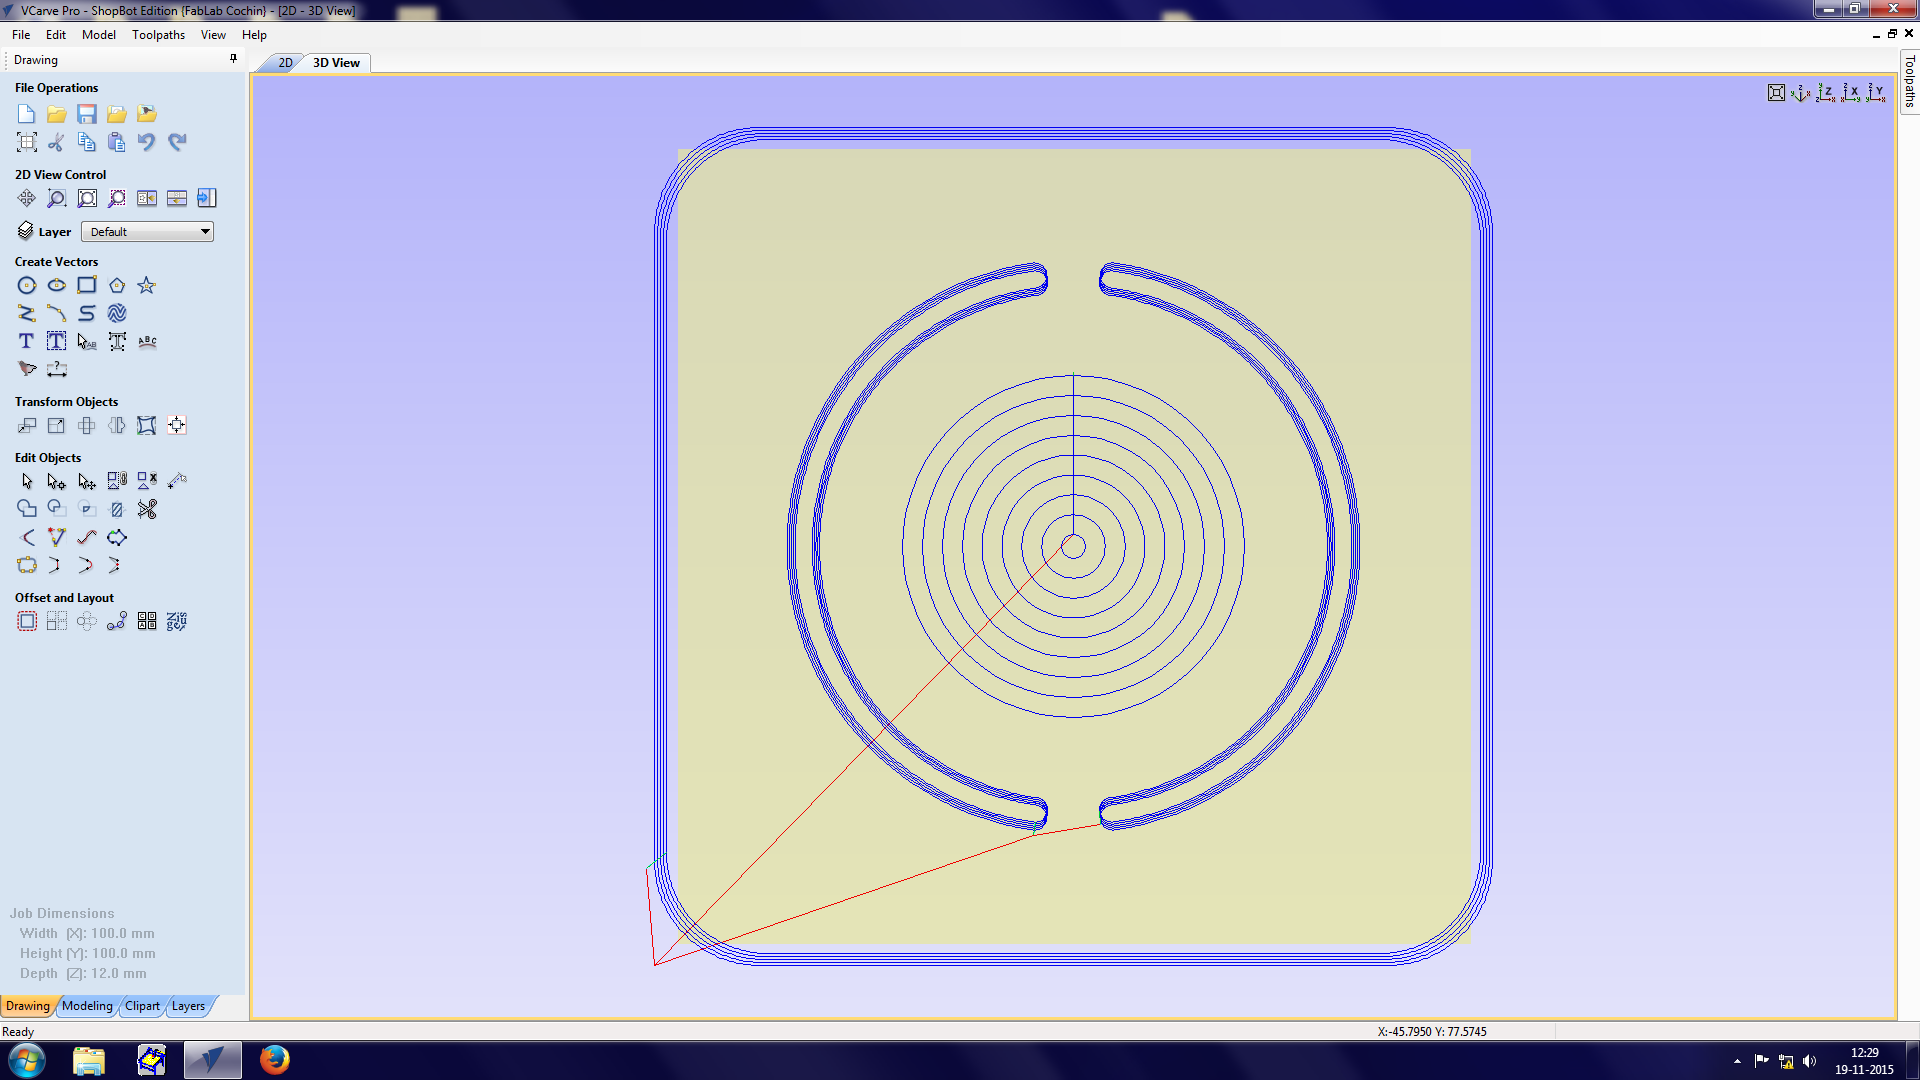 VCarve Pro - ShopBot Edition {FabLab Cochin} - [2D - 3D View]
File Edit Model Toolpaths View Help
Drawing
2D 3D View
Toolpaths
File Operations
2D View Control
Layer Default
Create Vectors
Transform Objects
Edit Objects
Offset and Layout
Job Dimensions
Width (X): 100.0 mm
Height (Y): 100.0 mm
Depth (Z): 12.0 mm
Drawing Modeling Clipart Layers
Ready
X:-45.7950 Y: 77.5745
12:29
19-11-2015